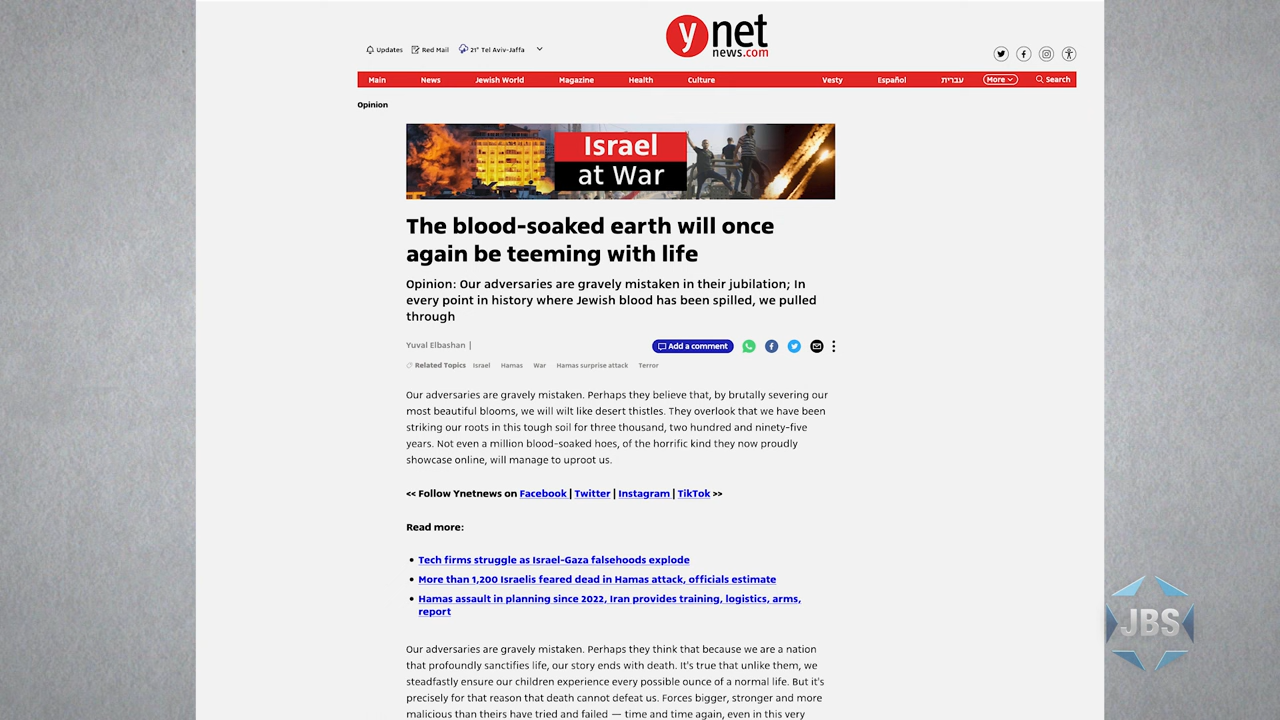 ynet
news.com
Updates
Red Mail
21° Tel Aviv-Jaffa
Main
News
Jewish World
Magazine
Health
Culture
Vesty
Español
עברית
More
Search
Opinion
Israel
at War
The blood-soaked earth will once
again be teeming with life
Opinion: Our adversaries are gravely mistaken in their jubilation; In
every point in history where Jewish blood has been spilled, we pulled
through
Yuval Elbashan |
Add a comment
Related Topics Israel Hamas War Hamas surprise attack Terror
Our adversaries are gravely mistaken. Perhaps they believe that, by brutally severing our
most beautiful blooms, we will wilt like desert thistles. They overlook that we have been
striking our roots in this tough soil for three thousand, two hundred and ninety-five
years. Not even a million blood-soaked hoes, of the horrific kind they now proudly
showcase online, will manage to uproot us.
<< Follow Ynetnews on Facebook | Twitter | Instagram | TikTok >>
Read more:
• Tech firms struggle as Israel-Gaza falsehoods explode
• More than 1,200 Israelis feared dead in Hamas attack, officials estimate
• Hamas assault in planning since 2022, Iran provides training, logistics, arms,
report
Our adversaries are gravely mistaken. Perhaps they think that because we are a nation
that profoundly sanctifies life, our story ends with death. It's true that unlike them, we
steadfastly ensure our children experience every possible ounce of a normal life. But it's
precisely for that reason that death cannot defeat us. Forces bigger, stronger and more
malicious than theirs have tried and failed — time and time again, even in this very
JBS